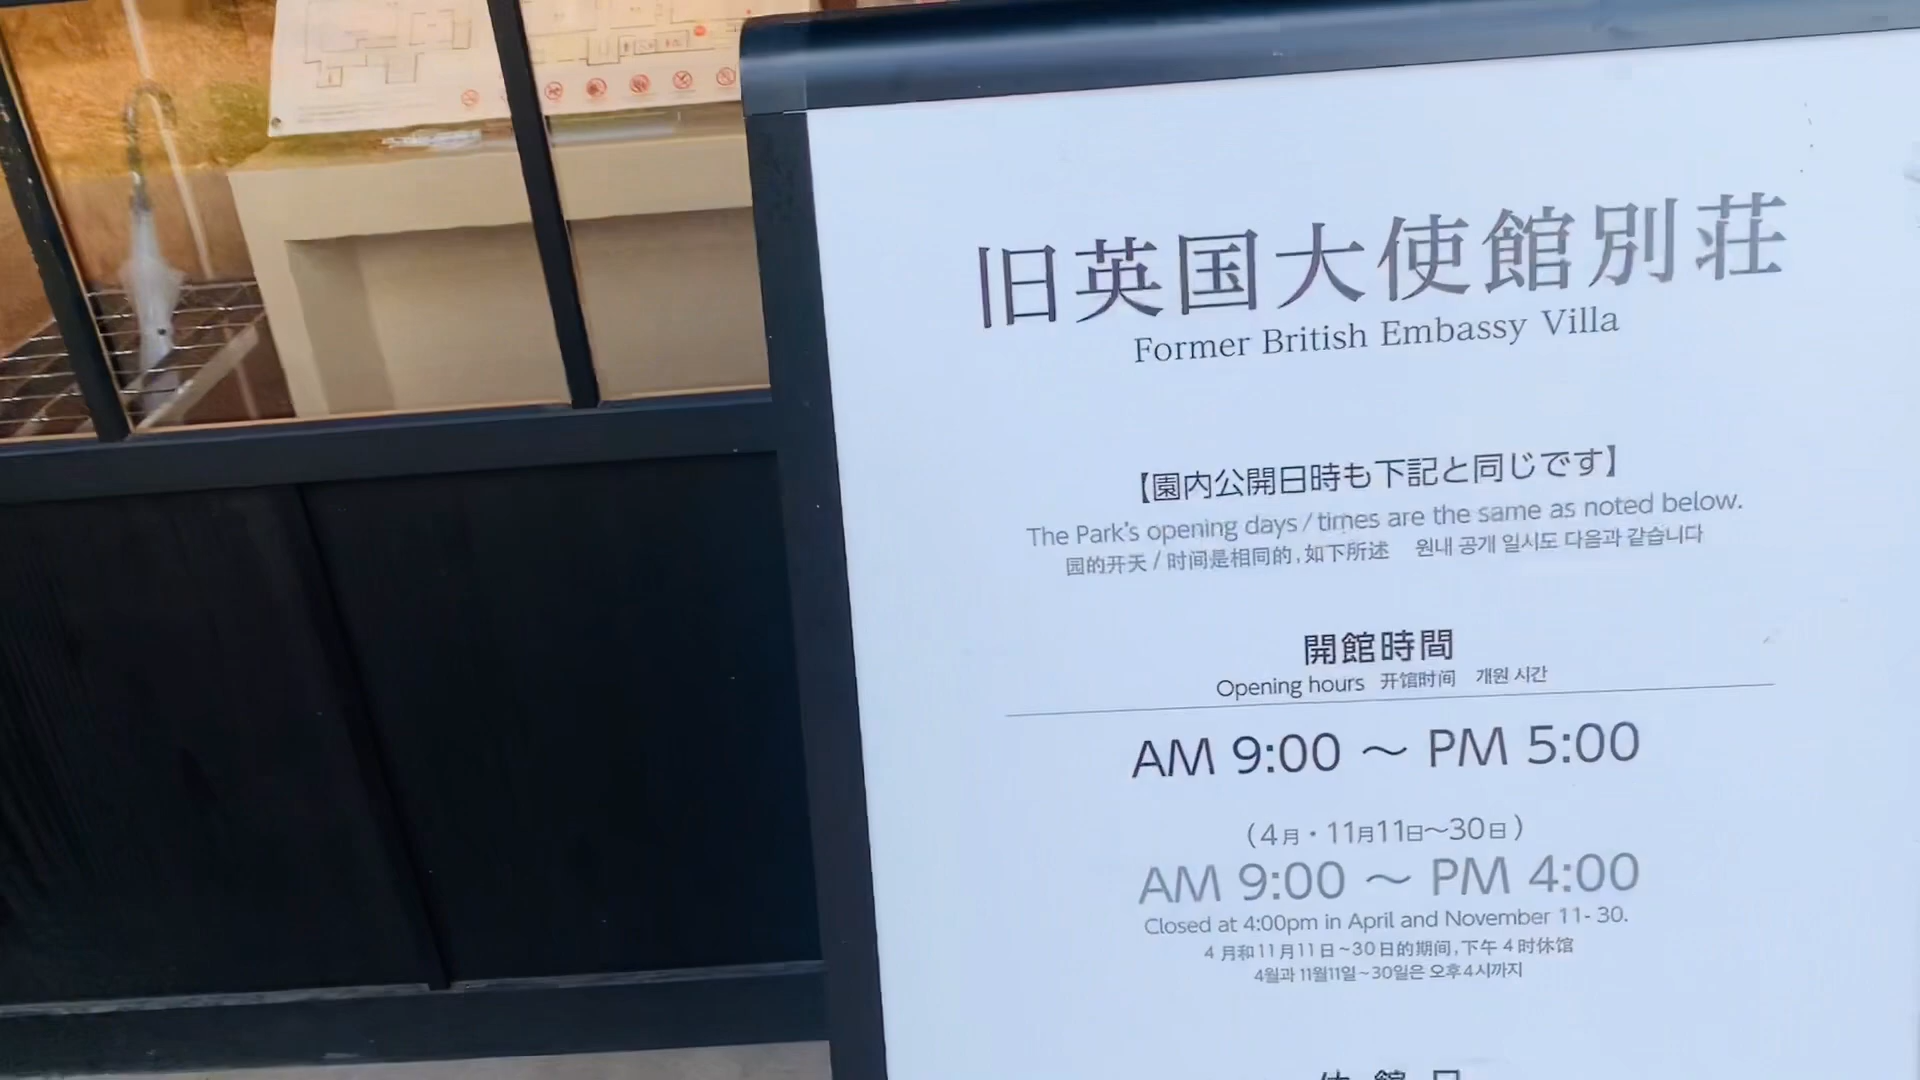 旧英国大使館別荘
Former British Embassy Villa
【園内公開日時も下記と同じです】
The Park's opening days / times are the same as noted below.
园的开天 / 时间是相同的, 如下所述 원내 공개 일시도 다음과 같습니다
開館時間
Opening hours 开馆时间 개원 시간
AM 9:00 〜 PM 5:00
(4月・11月11日〜30日)
AM 9:00 〜 PM 4:00
Closed at 4:00pm in April and November 11- 30.
4 月和11月11 日~30 日的期间, 下午 4 时休馆
4월과 11월11일~30일은 오후4시까지